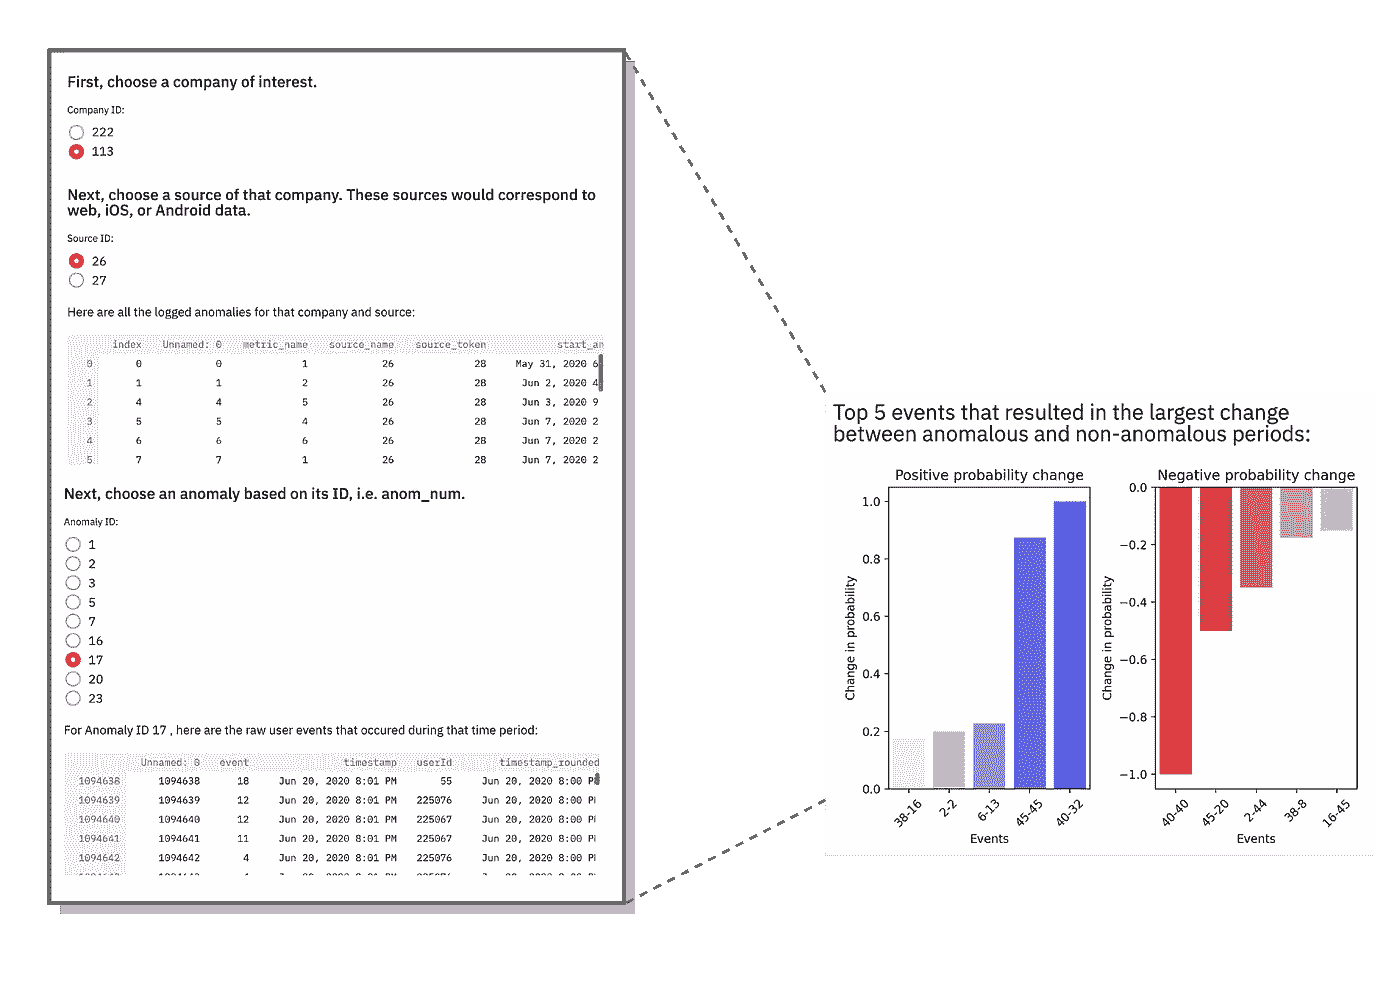 First, choose a company of interest.
Company ID:
222
113
Next, choose a source of that company. These sources would correspond to
web, iOS, or Android data.
Source ID:
26
27
Here are all the logged anomalies for that company and source:
index Unnamed: 0 metric_name source_name source_token start_an
0 0 0 1 26 28 May 31, 2020 6
1 1 1 2 26 28 Jun 2, 2020 4
2 4 4 5 26 28 Jun 3, 2020 9
3 5 5 4 26 28 Jun 7, 2020 2
4 6 6 6 26 28 Jun 7, 2020 2
5 7 7 1 26 28 Jun 7, 2020 2
Next, choose an anomaly based on its ID, i.e. anom_num.
Anomaly ID:
1
2
3
5
7
16
17
20
23
For Anomaly ID 17 , here are the raw user events that occured during that time period:
Unnamed: 0 event timestamp userId timestamp_rounded
1094638 1094638 18 Jun 20, 2020 8:01 PM 55 Jun 20, 2020 8:00 PM
1094639 1094639 12 Jun 20, 2020 8:01 PM 225076 Jun 20, 2020 8:00 PM
1094640 1094640 12 Jun 20, 2020 8:01 PM 225067 Jun 20, 2020 8:00 PM
1094641 1094641 11 Jun 20, 2020 8:01 PM 225067 Jun 20, 2020 8:00 PM
1094642 1094642 4 Jun 20, 2020 8:01 PM 225076 Jun 20, 2020 8:00 PM
Top 5 events that resulted in the largest change
between anomalous and non-anomalous periods:
Positive probability change
Change in probability
1.0
0.8
0.6
0.4
0.2
0.0
38-16 2-2 6-13 45-45 40-32
Events
Negative probability change
Change in probability
0.0
−0.2
−0.4
−0.6
−0.8
−1.0
40-40 45-20 2-44 38-8 16-45
Events